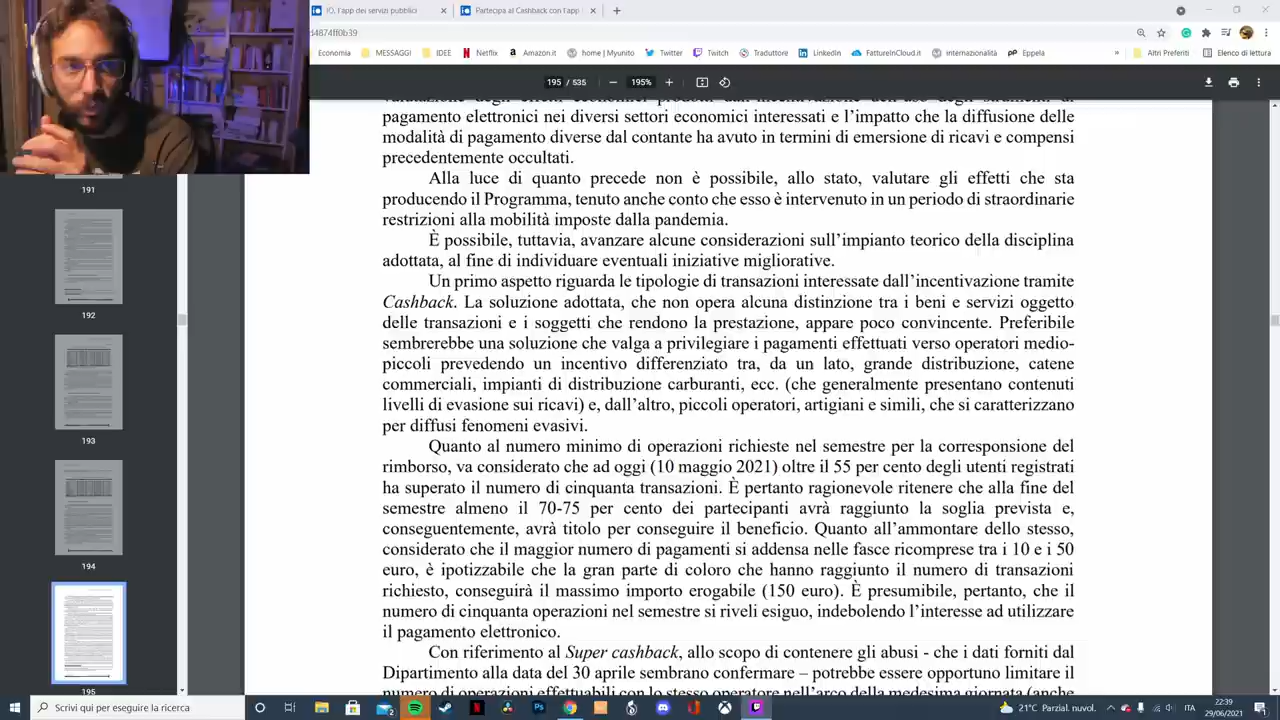 IO, l'app dei servizi pubblici
Partecipa al Cashback con l'app
d4874ff0b39
Economia
MESSAGGI
IDEE
Netflix
Amazon.it
home | Myunito
Twitter
Twitch
Traduttore
LinkedIn
FattureInCloud.it
internazionalità
Eppela
»
Altri Preferiti
Elenco di lettura
195 / 535
195%
191
192
193
194
195
pagamento elettronici nei diversi settori economici interessati e l'impatto che la diffusione delle
modalità di pagamento diverse dal contante ha avuto in termini di emersione di ricavi e compensi
precedentemente occultati.
Alla luce di quanto precede non è possibile, allo stato, valutare gli effetti che sta
producendo il Programma, tenuto anche conto che esso è intervenuto in un periodo di straordinarie
restrizioni alla mobilità imposte dalla pandemia.
È possibile, tuttavia, avanzare alcune considerazioni sull'impianto teorico della disciplina
adottata, al fine di individuare eventuali iniziative migliorative.
Un primo aspetto riguarda le tipologie di transazioni interessate dall'incentivazione tramite
Cashback. La soluzione adottata, che non opera alcuna distinzione tra i beni e servizi oggetto
delle transazioni e i soggetti che rendono la prestazione, appare poco convincente. Preferibile
sembrerebbe una soluzione che valga a privilegiare i pagamenti effettuati verso operatori medio-
piccoli prevedendo un incentivo differenziato tra, da un lato, grande distribuzione, catene
commerciali, impianti di distribuzione carburanti, ecc. (che generalmente presentano contenuti
livelli di evasione sui ricavi) e, dall'altro, piccoli operatori, artigiani e simili, che si caratterizzano
per diffusi fenomeni evasivi.
Quanto al numero minimo di operazioni richieste nel semestre per la corresponsione del
rimborso, va considerato che ad oggi (10 maggio 2021) oltre il 55 per cento degli utenti registrati
ha superato il numero di cinquanta transazioni. È pertanto ragionevole ritenere che alla fine del
semestre almeno il 70-75 per cento dei partecipanti avrà raggiunto la soglia prevista e,
conseguentemente, avrà titolo per conseguire il beneficio. Quanto all'ammontare dello stesso,
considerato che il maggior numero di pagamenti si addensa nelle fasce ricomprese tra i 10 e i 50
euro, è ipotizzabile che la gran parte di coloro che hanno raggiunto il numero di transazioni
richiesto, conseguirà il massimo importo erogabile (150 euro). È presumibile, pertanto, che il
numero di cinquanta operazioni nel semestre si riveli esiguo, indebolendo l'interesse ad utilizzare
il pagamento elettronico.
Con riferimento al Super cashback, allo scopo di contenere gli abusi - che i dati forniti dal
Dipartimento alla data del 30 aprile sembrano confermare – potrebbe essere opportuno limitare il
Scrivi qui per eseguire la ricerca
21°C Parzial. nuvol.
ITA
22:39
29/06/2021